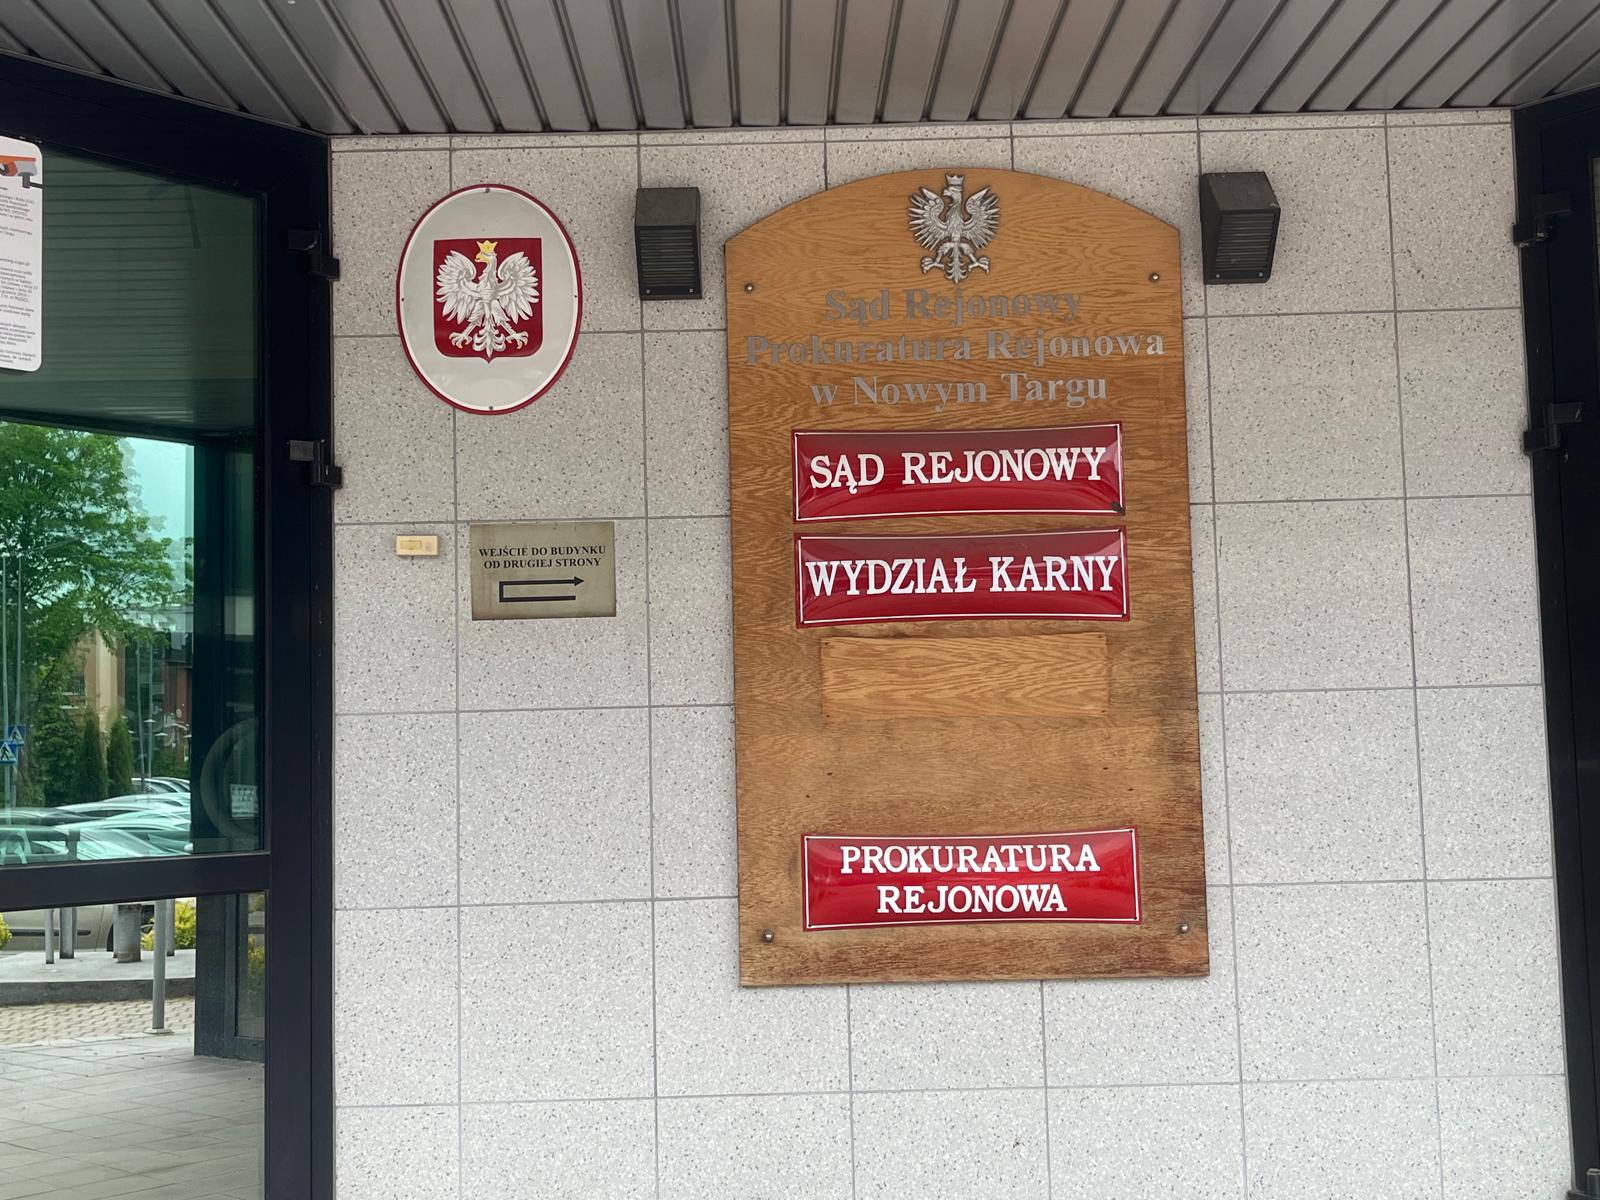 Sąd Rejonowy
Prokuratura Rejonowa
w Nowym Targu
SĄD REJONOWY
WYDZIAŁ KARNY
PROKURATURA
REJONOWA
WEJŚCIE DO BUDYNKU
OD DRUGIEJ STRONY